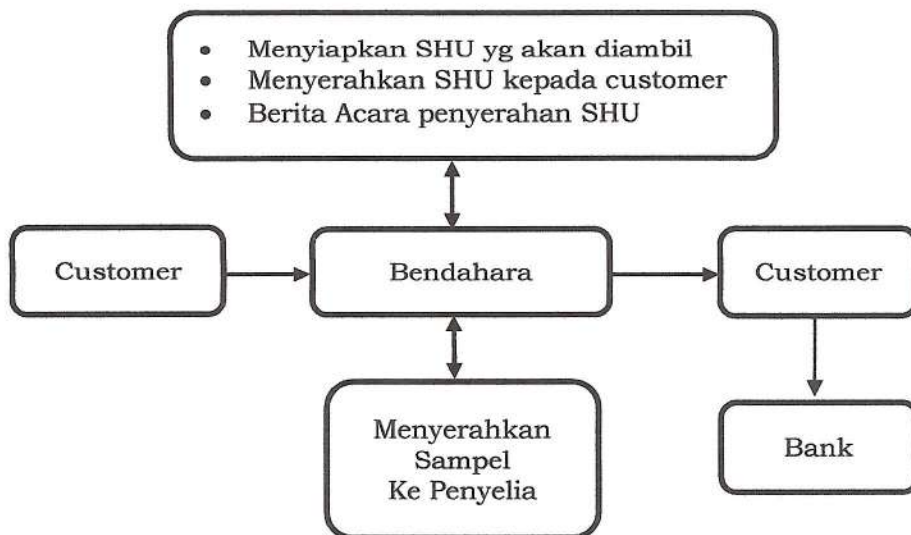 • Menyiapkan SHU yg akan diambil
• Menyerahkan SHU kepada customer
• Berita Acara penyerahan SHU
Customer
Bendahara
Customer
Menyerahkan
Sampel
Ke Penyelia
Bank